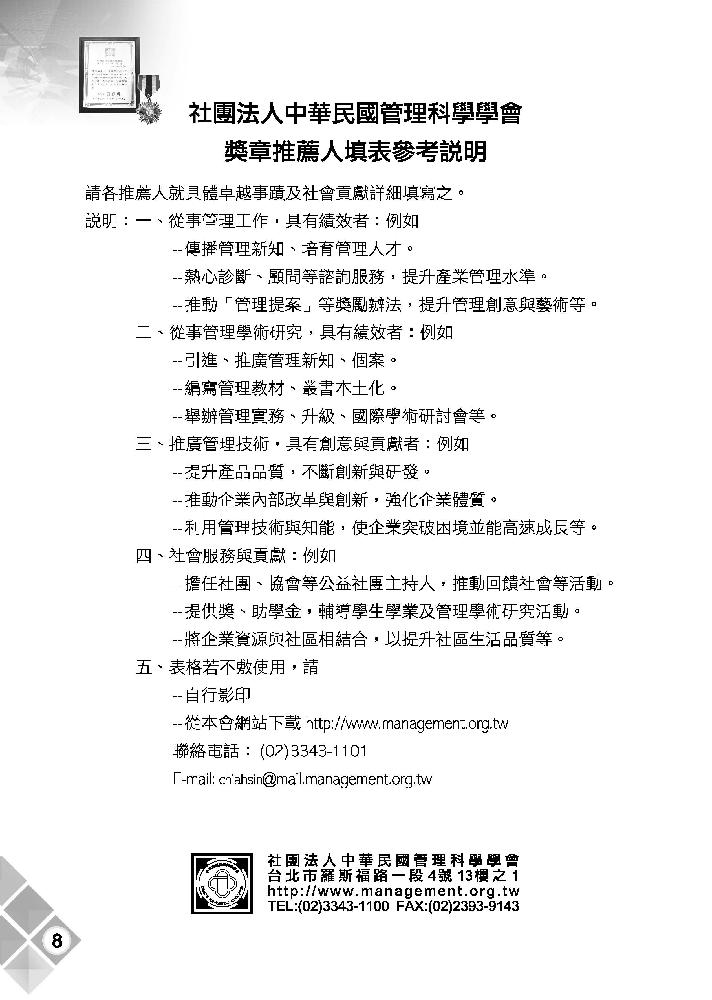 社團法人中華民國管理科學學會
獎章推薦人填表參考説明
請各推薦人就具體卓越事蹟及社會貢獻詳細填寫之。
説明：一、從事管理工作，具有績效者：例如
--傳播管理新知、培育管理人才。
--熱心診斷、顧問等諮詢服務，提升產業管理水準。
--推動「管理提案」等獎勵辦法，提升管理創意與藝術等。
二、從事管理學術研究，具有績效者：例如
--引進、推廣管理新知、個案。
--編寫管理教材、叢書本土化。
--舉辦管理實務、升級、國際學術研討會等。
三、推廣管理技術，具有創意與貢獻者：例如
--提升產品品質，不斷創新與研發。
--推動企業內部改革與創新，強化企業體質。
--利用管理技術與知能，使企業突破困境並能高速成長等。
四、社會服務與貢獻：例如
--擔任社團、協會等公益社團主持人，推動回饋社會等活動。
--提供獎、助學金，輔導學生學業及管理學術研究活動。
--將企業資源與社區相結合，以提升社區生活品質等。
五、表格若不敷使用，請
--自行影印
--從本會網站下載 http://www.management.org.tw
聯絡電話： (02)3343-1101
E-mail: chiahsin@mail.management.org.tw
中華民國管理科學學會
CHINESE MANAGEMENT ASSOCIATION
社團法人中華民國管理科學學會
台北市羅斯福路一段4號13樓之1
http://www.management.org.tw
TEL:(02)3343-1100 FAX:(02)2393-9143
8